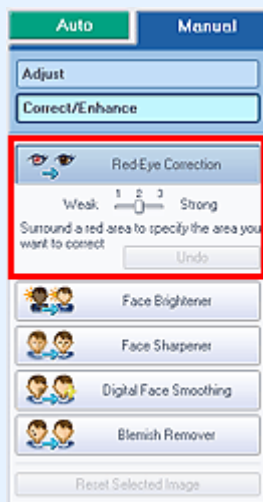 Auto Manual
Adjust
Correct/Enhance
Red-Eye Correction
1 2 3
Weak Strong
Surround a red area to specify the area you
want to correct
Undo
Face Brightener
Face Sharpener
Digital Face Smoothing
Blemish Remover
Reset Selected Image